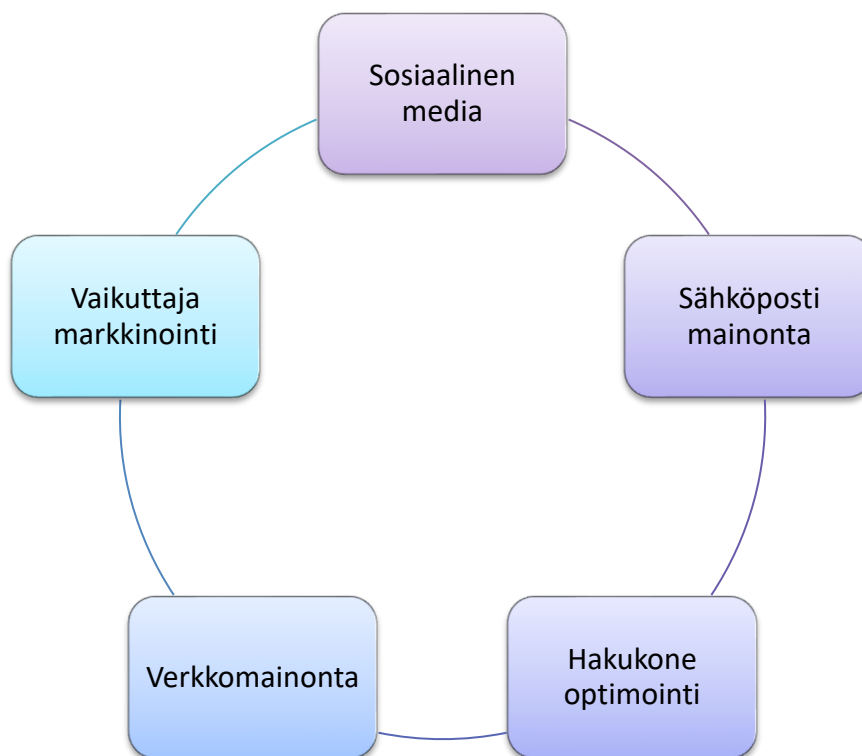 Sosiaalinen
media
Sähköposti
mainonta
Hakukone
optimointi
Verkkomainonta
Vaikuttaja
markkinointi